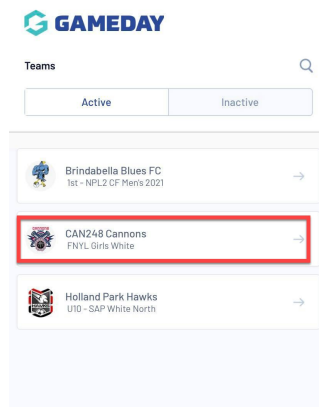 GAMEDAY
Teams
Active
Inactive
Brindabella Blues FC
1st - NPL2 CF Men's 2021
CAN248 Cannons
FNYL Girls White
Holland Park Hawks
U10 - SAP White North